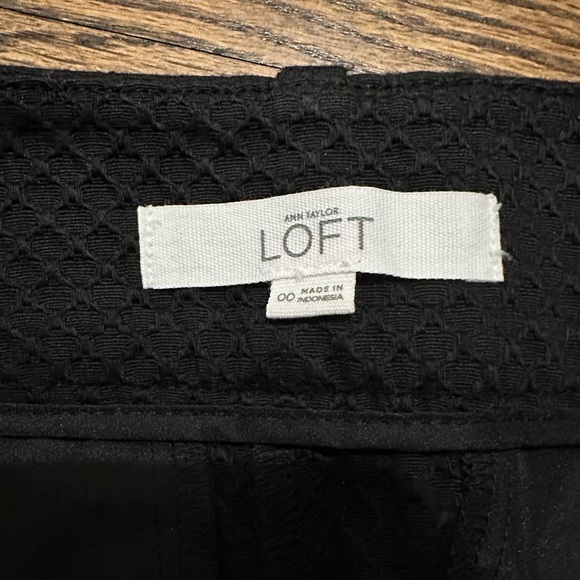 ANN TAYLOR
LOFT
00 MADE IN
INDONESIA